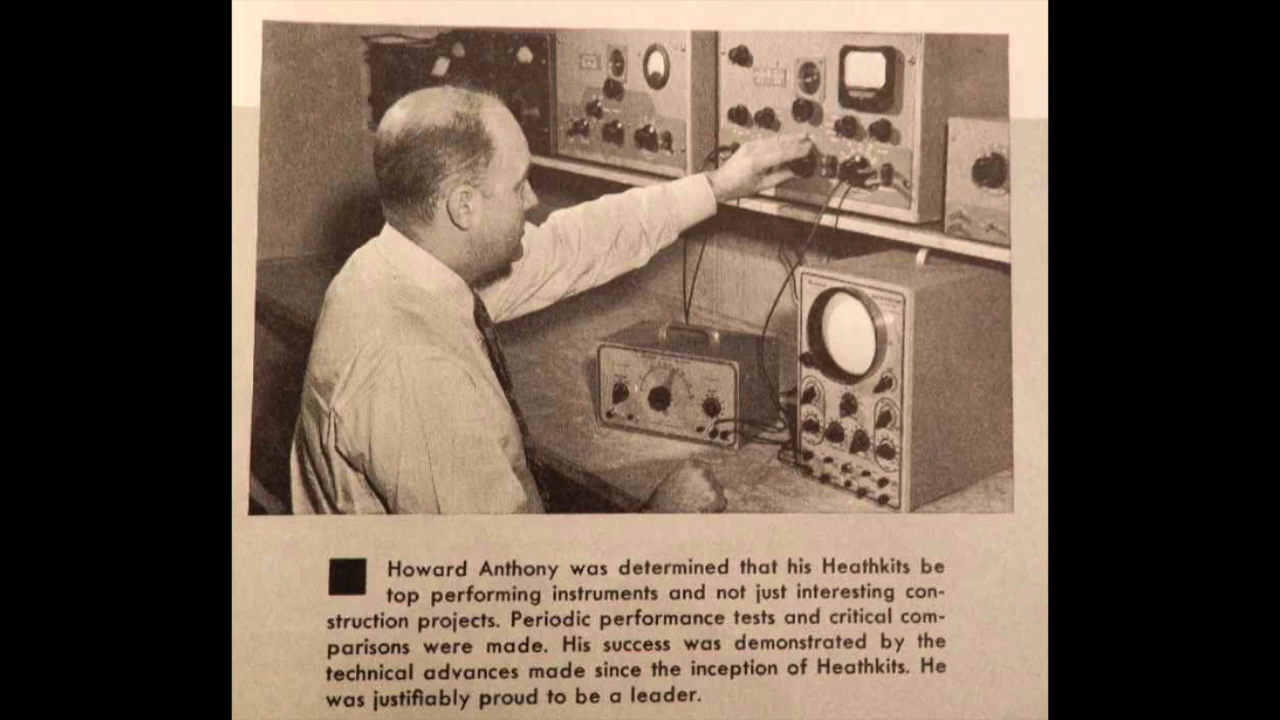 Howard Anthony was determined that his Heathkits be
top performing instruments and not just interesting con-
struction projects. Periodic performance tests and critical com-
parisons were made. His success was demonstrated by the
technical advances made since the inception of Heathkits. He
was justifiably proud to be a leader.